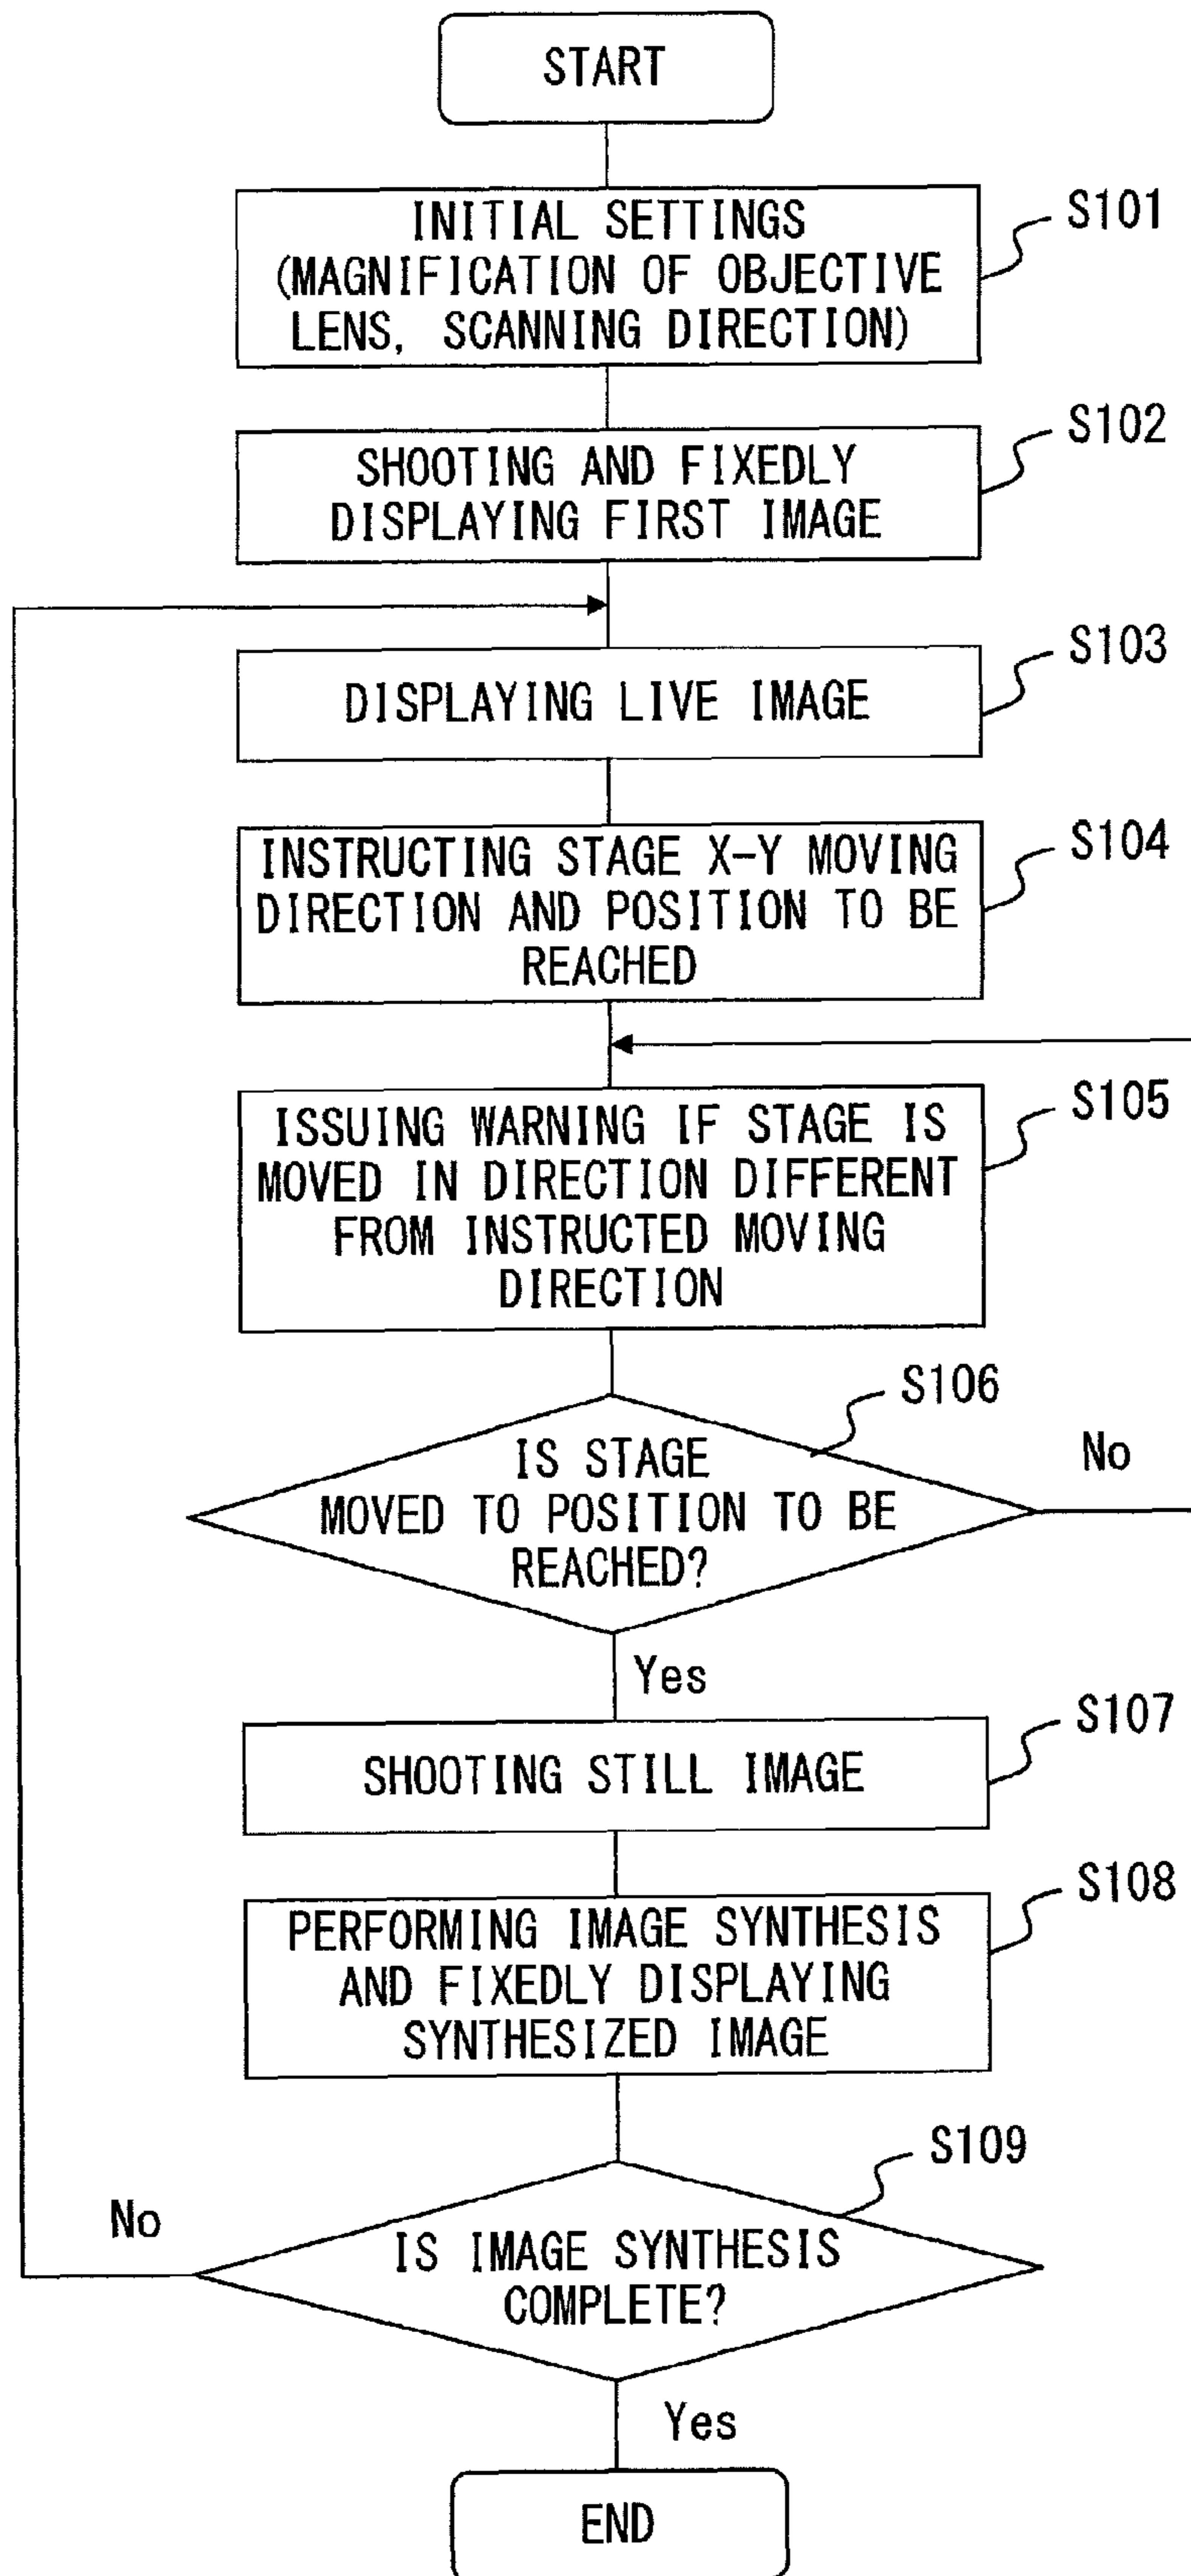 START
INITIAL SETTINGS
(MAGNIFICATION OF OBJECTIVE
LENS, SCANNING DIRECTION)
S101
SHOOTING AND FIXEDLY
DISPLAYING FIRST IMAGE
S102
DISPLAYING LIVE IMAGE
S103
INSTRUCTING STAGE X-Y MOVING
DIRECTION AND POSITION TO BE
REACHED
S104
ISSUING WARNING IF STAGE IS
MOVED IN DIRECTION DIFFERENT
FROM INSTRUCTED MOVING
DIRECTION
S105
IS STAGE
MOVED TO POSITION TO BE
REACHED?
S106
No
Yes
SHOOTING STILL IMAGE
S107
PERFORMING IMAGE SYNTHESIS
AND FIXEDLY DISPLAYING
SYNTHESIZED IMAGE
S108
IS IMAGE SYNTHESIS
COMPLETE?
S109
No
Yes
END